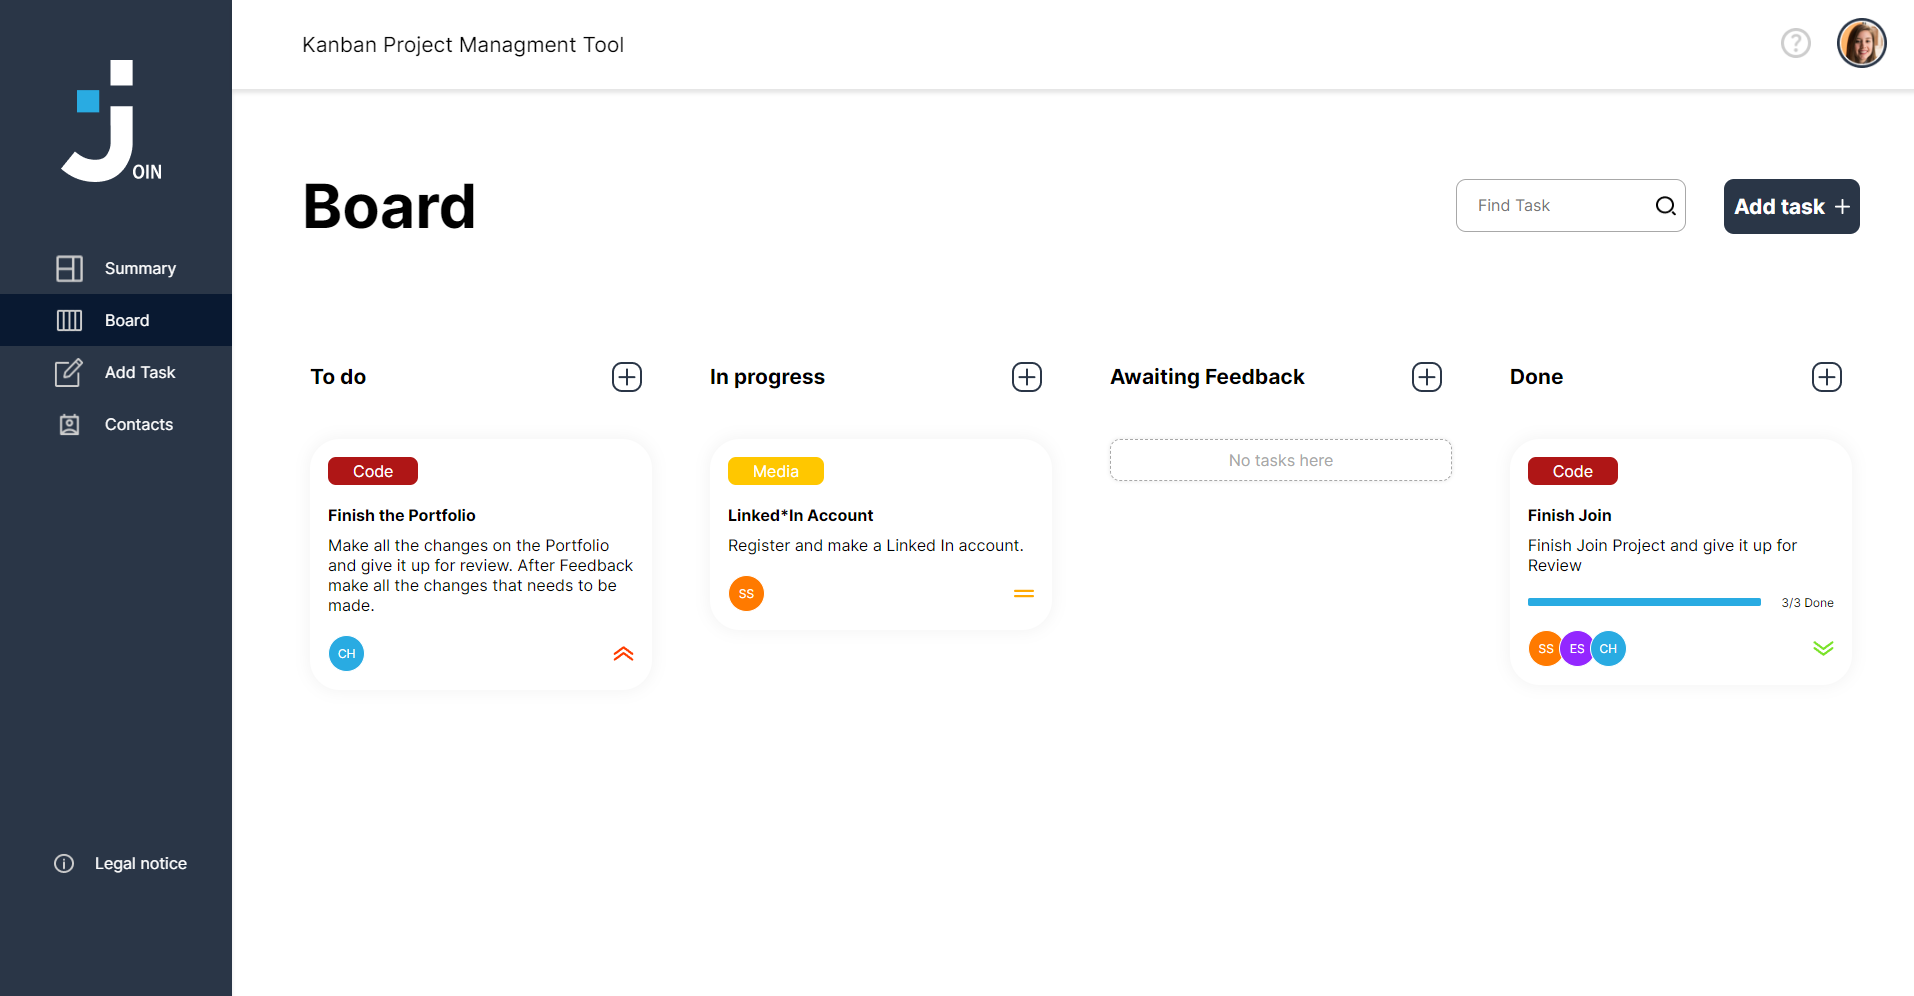 Kanban Project Managment Tool
?
OIN
Summary
Board
Add Task
Contacts
Legal notice
Board
Find Task
Add task +
To do
Code
Finish the Portfolio
Make all the changes on the Portfolio
and give it up for review. After Feedback
make all the changes that needs to be
made.
CH
In progress
Media
Linked*In Account
Register and make a Linked In account.
SS
Awaiting Feedback
No tasks here
Done
Code
Finish Join
Finish Join Project and give it up for
Review
3/3 Done
SS ES CH